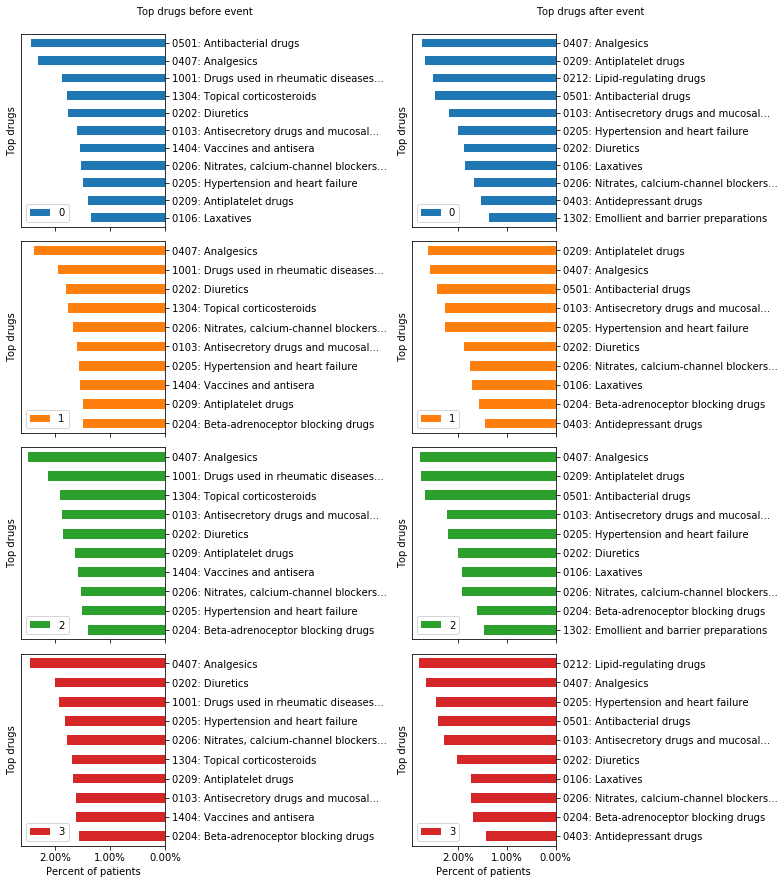 Top drugs before event
Top drugs
0501: Antibacterial drugs
0407: Analgesics
1001: Drugs used in rheumatic diseases...
1304: Topical corticosteroids
0202: Diuretics
0103: Antisecretory drugs and mucosal...
1404: Vaccines and antisera
0206: Nitrates, calcium-channel blockers...
0205: Hypertension and heart failure
0209: Antiplatelet drugs
0106: Laxatives
0
Top drugs after event
Top drugs
0407: Analgesics
0209: Antiplatelet drugs
0212: Lipid-regulating drugs
0501: Antibacterial drugs
0103: Antisecretory drugs and mucosal...
0205: Hypertension and heart failure
0202: Diuretics
0106: Laxatives
0206: Nitrates, calcium-channel blockers...
0403: Antidepressant drugs
1302: Emollient and barrier preparations
0
Top drugs
0407: Analgesics
1001: Drugs used in rheumatic diseases...
0202: Diuretics
1304: Topical corticosteroids
0206: Nitrates, calcium-channel blockers...
0103: Antisecretory drugs and mucosal...
0205: Hypertension and heart failure
1404: Vaccines and antisera
0209: Antiplatelet drugs
0204: Beta-adrenoceptor blocking drugs
1
Top drugs
0209: Antiplatelet drugs
0407: Analgesics
0501: Antibacterial drugs
0103: Antisecretory drugs and mucosal...
0205: Hypertension and heart failure
0202: Diuretics
0206: Nitrates, calcium-channel blockers...
0106: Laxatives
0204: Beta-adrenoceptor blocking drugs
0403: Antidepressant drugs
1
Top drugs
0407: Analgesics
1001: Drugs used in rheumatic diseases...
1304: Topical corticosteroids
0103: Antisecretory drugs and mucosal...
0202: Diuretics
0209: Antiplatelet drugs
1404: Vaccines and antisera
0206: Nitrates, calcium-channel blockers...
0205: Hypertension and heart failure
0204: Beta-adrenoceptor blocking drugs
2
Top drugs
0407: Analgesics
0209: Antiplatelet drugs
0501: Antibacterial drugs
0103: Antisecretory drugs and mucosal...
0205: Hypertension and heart failure
0202: Diuretics
0106: Laxatives
0206: Nitrates, calcium-channel blockers...
0204: Beta-adrenoceptor blocking drugs
1302: Emollient and barrier preparations
2
Top drugs
0407: Analgesics
0202: Diuretics
1001: Drugs used in rheumatic diseases...
0205: Hypertension and heart failure
0206: Nitrates, calcium-channel blockers...
1304: Topical corticosteroids
0209: Antiplatelet drugs
0103: Antisecretory drugs and mucosal...
1404: Vaccines and antisera
0204: Beta-adrenoceptor blocking drugs
3
2.00% 1.00% 0.00%
Percent of patients
Top drugs
0212: Lipid-regulating drugs
0407: Analgesics
0205: Hypertension and heart failure
0501: Antibacterial drugs
0103: Antisecretory drugs and mucosal...
0202: Diuretics
0106: Laxatives
0206: Nitrates, calcium-channel blockers...
0204: Beta-adrenoceptor blocking drugs
0403: Antidepressant drugs
3
2.00% 1.00% 0.00%
Percent of patients